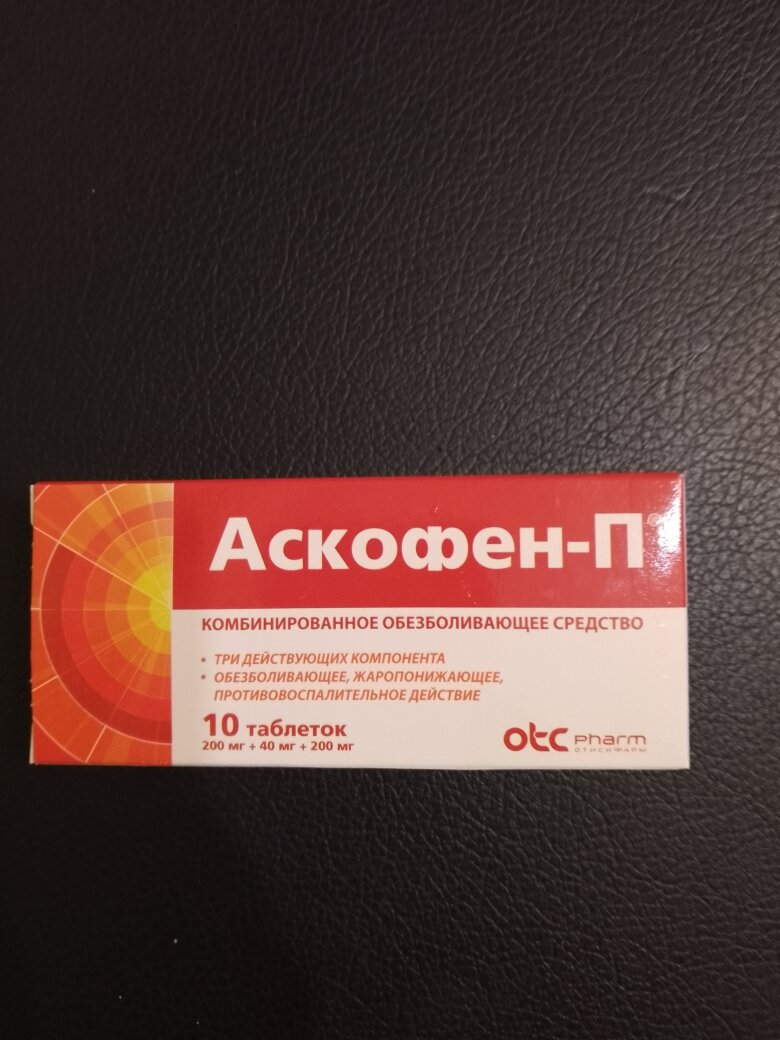 Аскофен-П®
КОМБИНИРОВАННОЕ ОБЕЗБОЛИВАЮЩЕЕ СРЕДСТВО
• ТРИ ДЕЙСТВУЮЩИХ КОМПОНЕНТА
• ОБЕЗБОЛИВАЮЩЕЕ, ЖАРОПОНИЖАЮЩЕЕ,
ПРОТИВОВОСПАЛИТЕЛЬНОЕ ДЕЙСТВИЕ
10 таблеток
200 мг + 40 мг + 200 мг
otc pharm
ОТИСИФАРМ